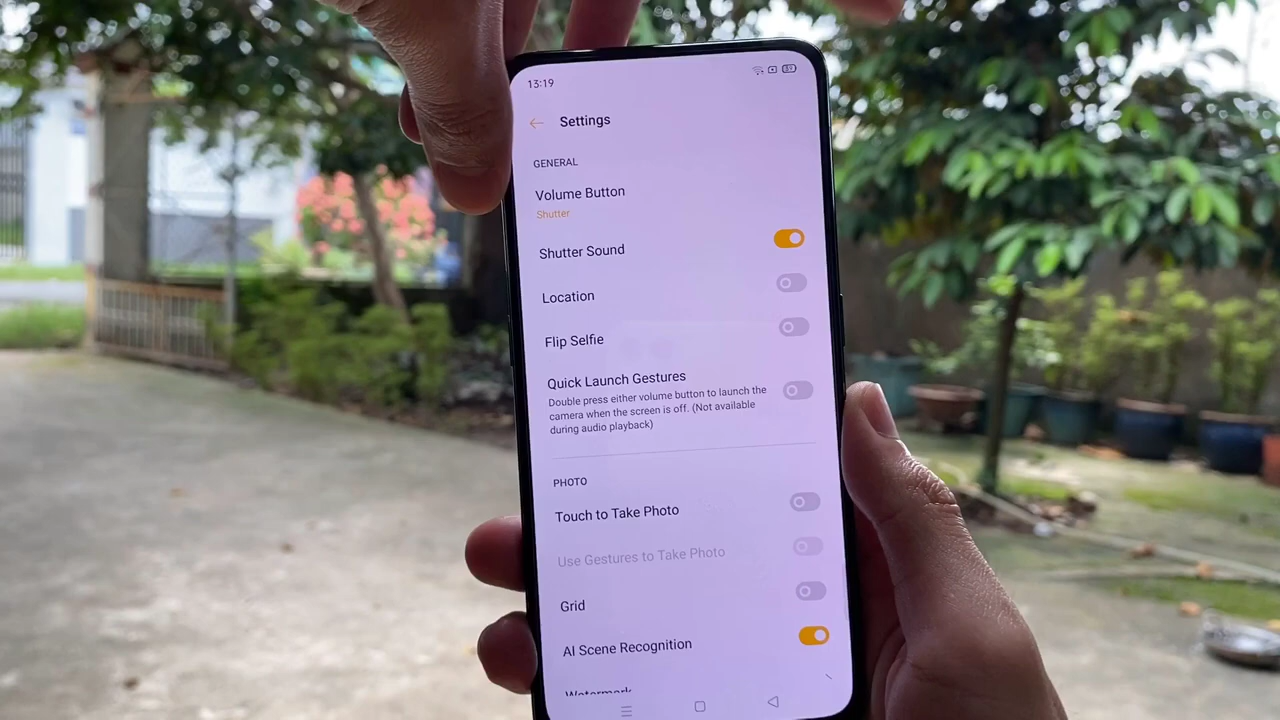 13:19
Settings
GENERAL
Volume Button
Shutter
Shutter Sound
Location
Flip Selfie
Quick Launch Gestures
Double press either volume button to launch the
camera when the screen is off. (Not available
during audio playback)
PHOTO
Touch to Take Photo
Use Gestures to Take Photo
Grid
AI Scene Recognition
Watermark